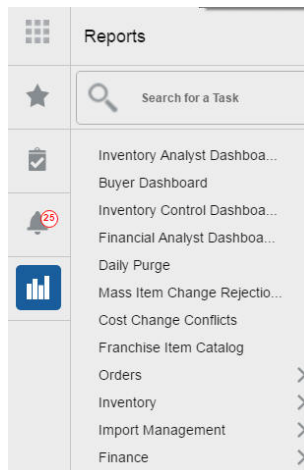 Reports
Search for a Task
Inventory Analyst Dashboa...
Buyer Dashboard
Inventory Control Dashboa...
25
Financial Analyst Dashboa...
Daily Purge
Mass Item Change Rejectio...
Cost Change Conflicts
Franchise Item Catalog
Orders
Inventory
Import Management
Finance